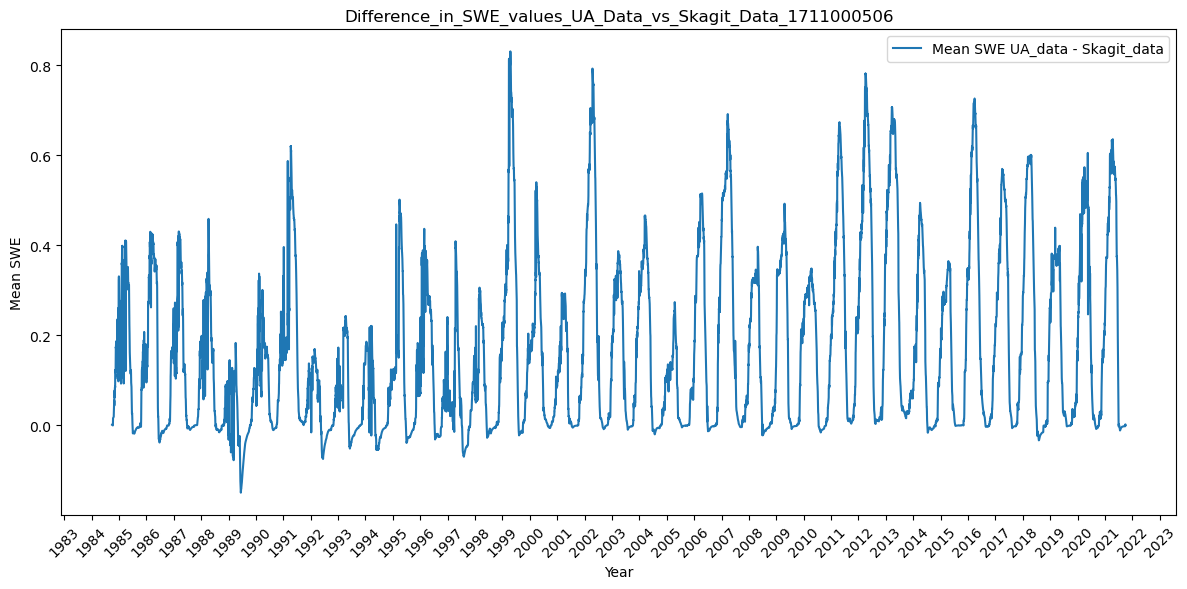 Difference_in_SWE_values_UA_Data_vs_Skagit_Data_1711000506
Mean SWE UA_data - Skagit_data
0.8
0.6
0.4
0.2
0.0
Mean SWE
1983 1984 1985 1986 1987 1988 1989 1990 1991 1992 1993 1994 1995 1996 1997 1998 1999 2000 2001 2002 2003 2004 2005 2006 2007 2008 2009 2010 2011 2012 2013 2014 2015 2016 2017 2018 2019 2020 2021 2022 2023
Year